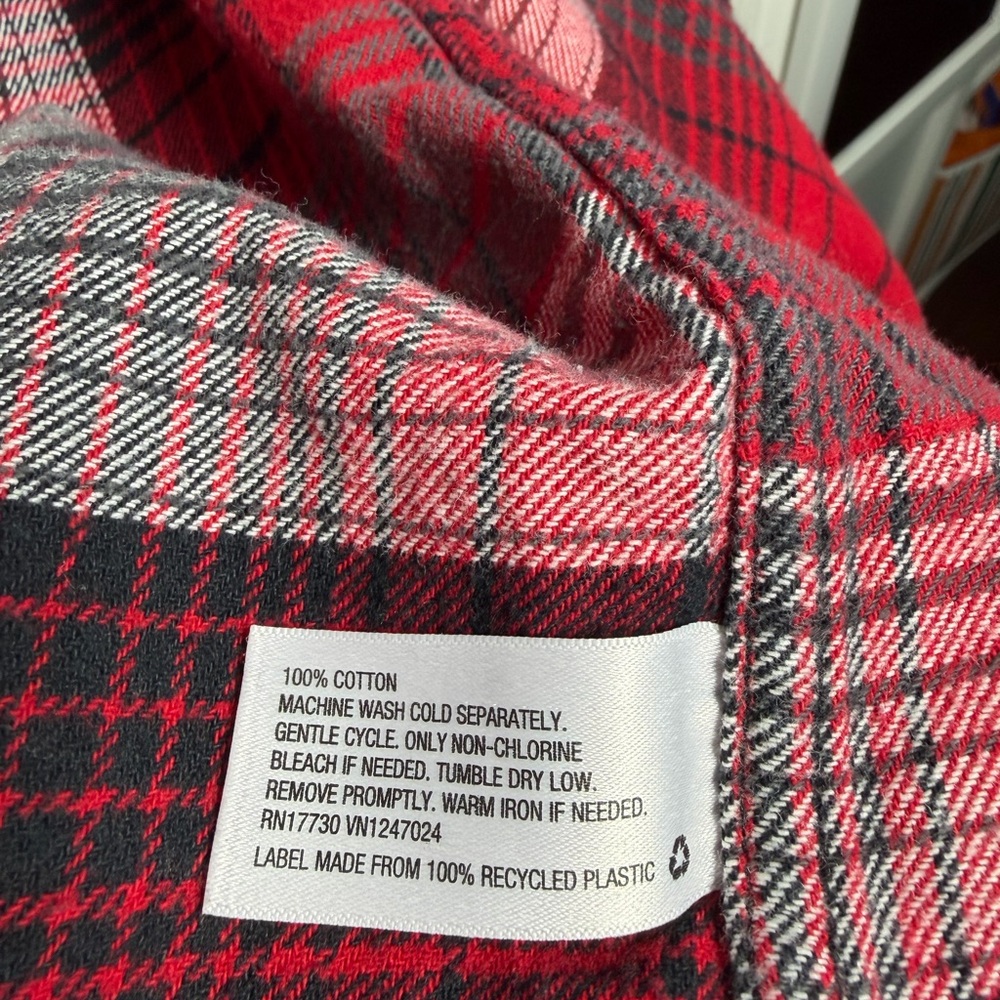 100% COTTON
MACHINE WASH COLD SEPARATELY.
GENTLE CYCLE. ONLY NON-CHLORINE
BLEACH IF NEEDED. TUMBLE DRY LOW.
REMOVE PROMPTLY. WARM IRON IF NEEDED.
RN17730 VN1247024
LABEL MADE FROM 100% RECYCLED PLASTIC